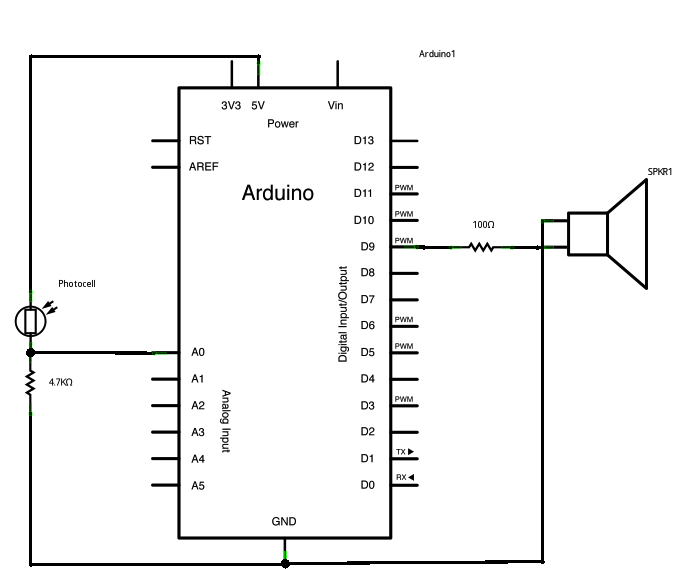 Arduino1
3V3 5V Vin
Power
RST D13
AREF D12
Arduino
D11 PWM
SPKR1
D10 PWM
100Ω
D9 PWM
D8
Photocell
D7
Digital Input/Output
D6 PWM
A0 D5 PWM
4.7KΩ
A1 D4
A2 D3 PWM
Analog Input
A3 D2
A4 D1 TX ▶
A5 D0 RX ◀
GND